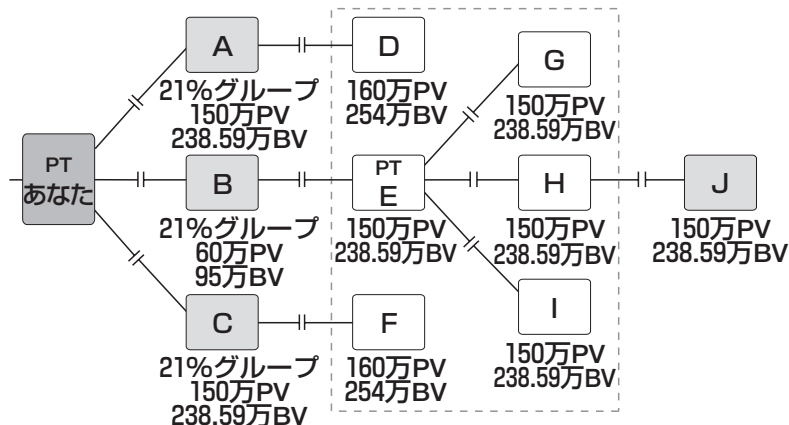 A
21%グループ
150万PV
238.59万BV
D
160万PV
254万BV
G
150万PV
238.59万BV
PT
あなた
B
21%グループ
60万PV
95万BV
PT
E
150万PV
238.59万BV
H
150万PV
238.59万BV
J
150万PV
238.59万BV
C
21%グループ
150万PV
238.59万BV
F
160万PV
254万BV
I
150万PV
238.59万BV